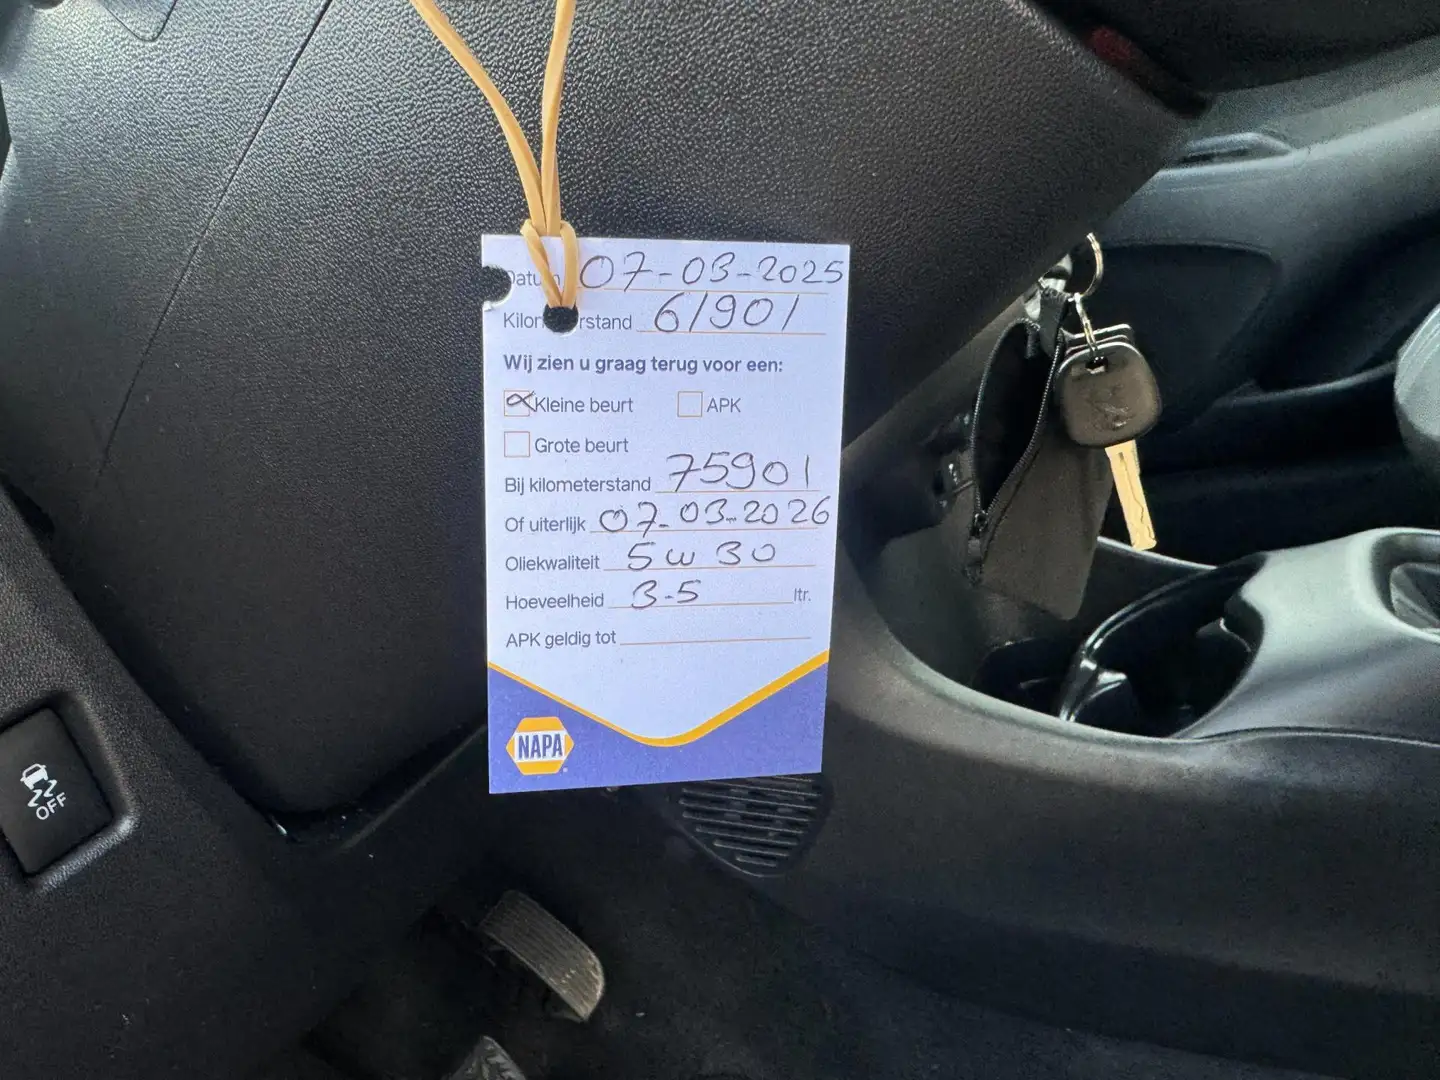 Datum 07-03-2025
Kilometerstand 61901
Wij zien u graag terug voor een:
Kleine beurt APK
Grote beurt
Bij kilometerstand 75901
Of uiterlijk 07-03-2026
Oliekwaliteit 5w30
Hoeveelheid 3-5 ltr.
APK geldig tot
NAPA
OFF